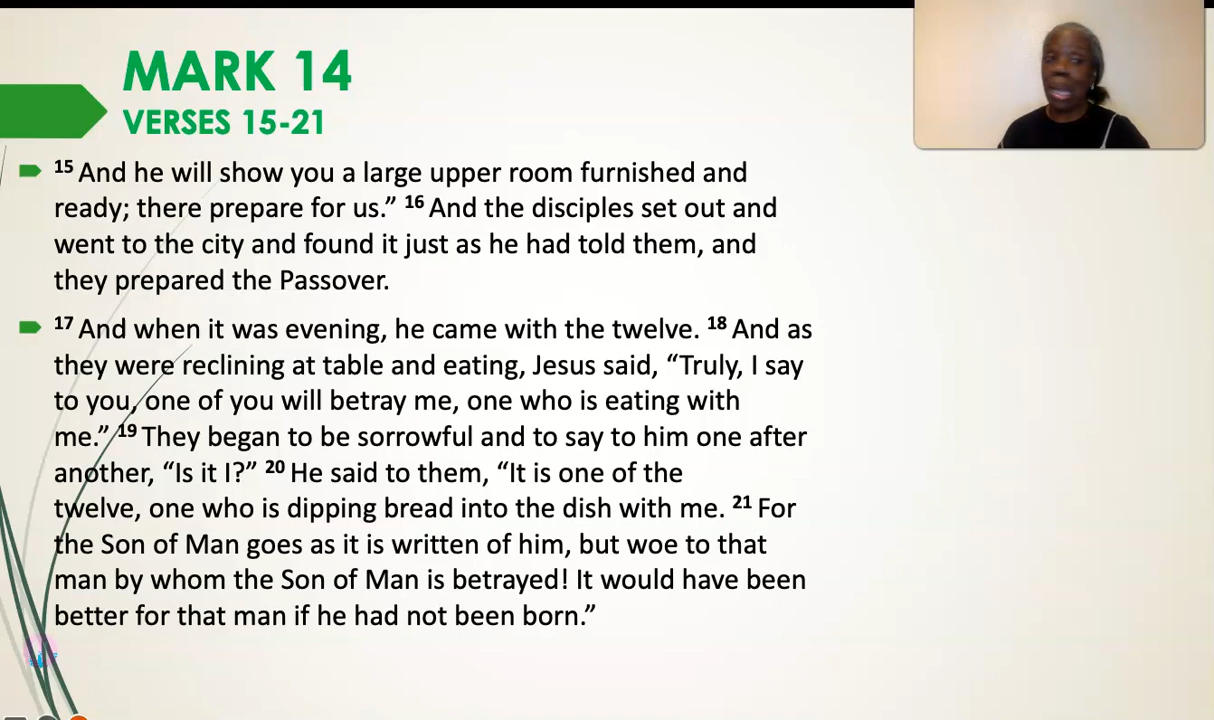 MARK 14
VERSES 15-21
15 And he will show you a large upper room furnished and
ready; there prepare for us.” 16 And the disciples set out and
went to the city and found it just as he had told them, and
they prepared the Passover.
17 And when it was evening, he came with the twelve. 18 And as
they were reclining at table and eating, Jesus said, “Truly, I say
to you, one of you will betray me, one who is eating with
me.” 19 They began to be sorrowful and to say to him one after
another, “Is it I?” 20 He said to them, “It is one of the
twelve, one who is dipping bread into the dish with me. 21 For
the Son of Man goes as it is written of him, but woe to that
man by whom the Son of Man is betrayed! It would have been
better for that man if he had not been born.”